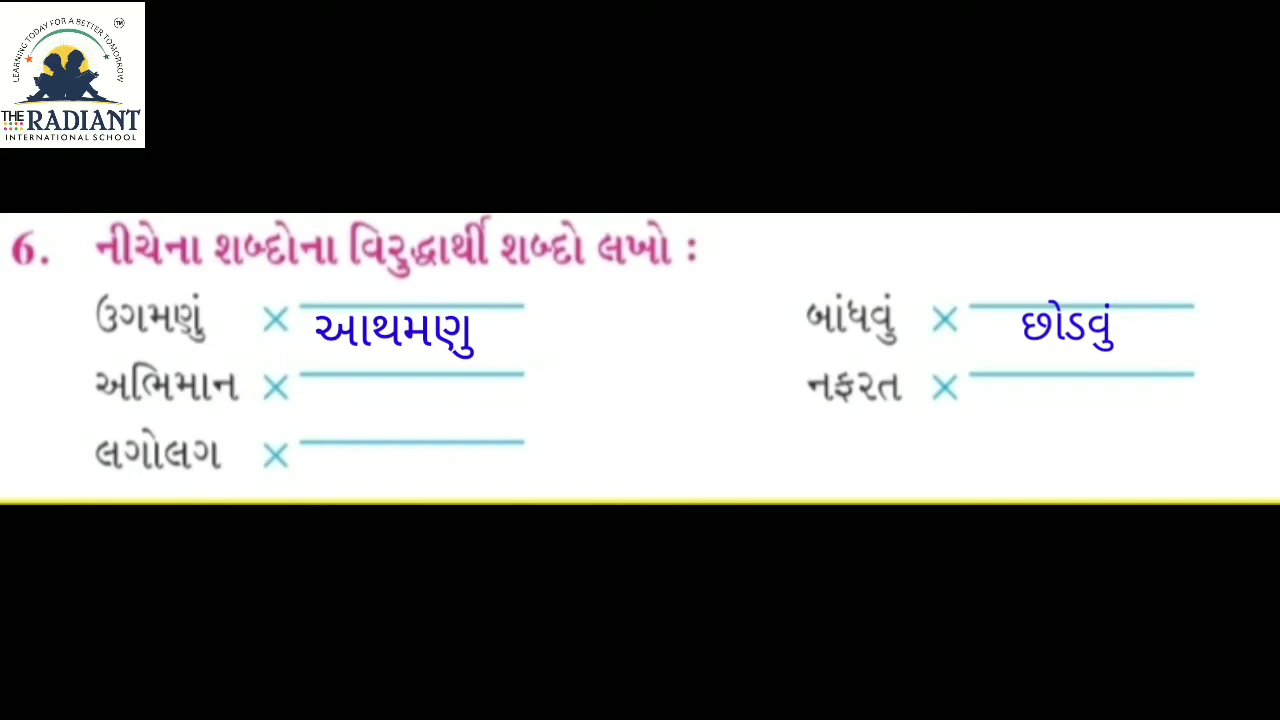 LEARNING TODAY FOR A BETTER TOMORROW
TM
THE RADIANT
INTERNATIONAL SCHOOL
6. નીચેના શબ્દોના વિરુદ્ધાર્થી શબ્દો લખો :
ઉગમણું × આથમણુ બાંધવું × છોડવું
અભિમાન × નફરત ×
લગોલગ ×